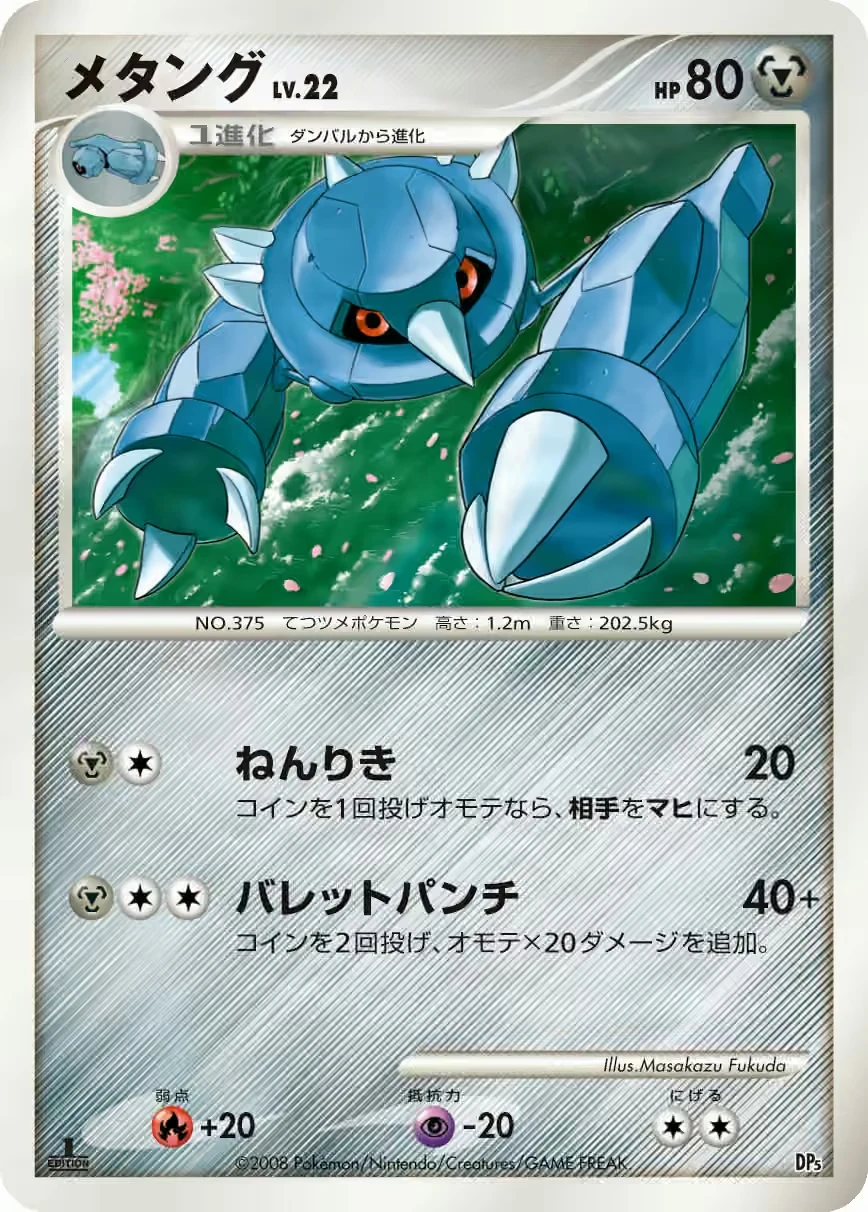 メタング LV.22 HP 80
1進化 ダンバルから進化
NO.375 てつツメポケモン 高さ：1.2m 重さ：202.5kg
ねんりき 20
コインを1回投げオモテなら、相手をマヒにする。
バレットパンチ 40+
コインを2回投げ、オモテ×20ダメージを追加。
Illus.Masakazu Fukuda
弱点 抵抗力 にげる
+20 -20
1 EDITION ©2008 Pokémon/Nintendo/Creatures/GAME FREAK. DP5